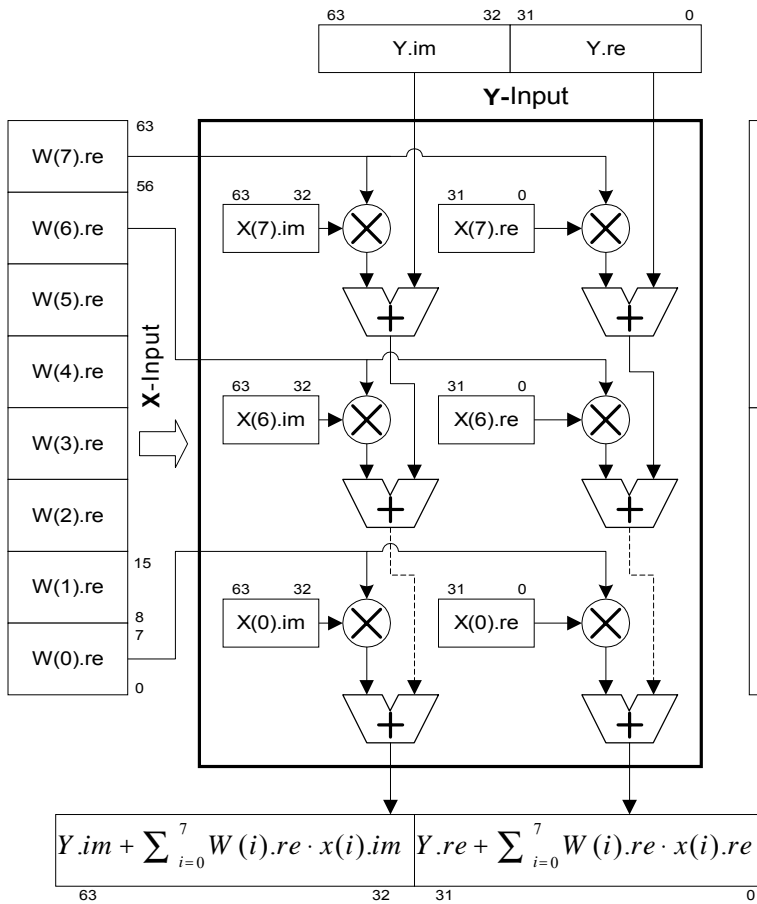 63 32 31 0
Y.im Y.re
Y-Input
63
W(7).re
56
63 32 31 0
X(7).im X(7).re
W(6).re
W(5).re
+ +
X-Input
W(4).re
63 32 31 0
X(6).im X(6).re
W(3).re
W(2).re
+ +
15
W(1).re
8
63 32 31 0
X(0).im X(0).re
7
W(0).re
0
+ +
Y.im + ∑ 7 i=0 W(i).re · x(i).im Y.re + ∑ 7 i=0 W(i).re · x(i).re
63 32 31 0